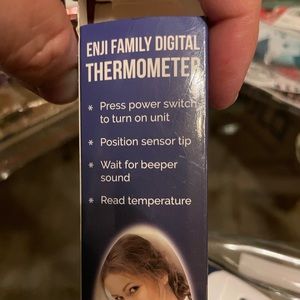 ENJI FAMILY DIGITAL
THERMOMETER
* Press power switch
to turn on unit
* Position sensor tip
* Wait for beeper
sound
* Read temperature